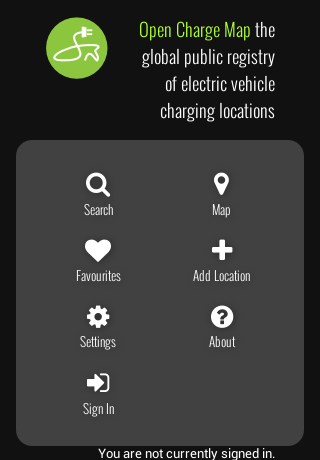 Open Charge Map the
global public registry
of electric vehicle
charging locations
Search
Map
Favourites
Add Location
Settings
About
Sign In
You are not currently signed in.